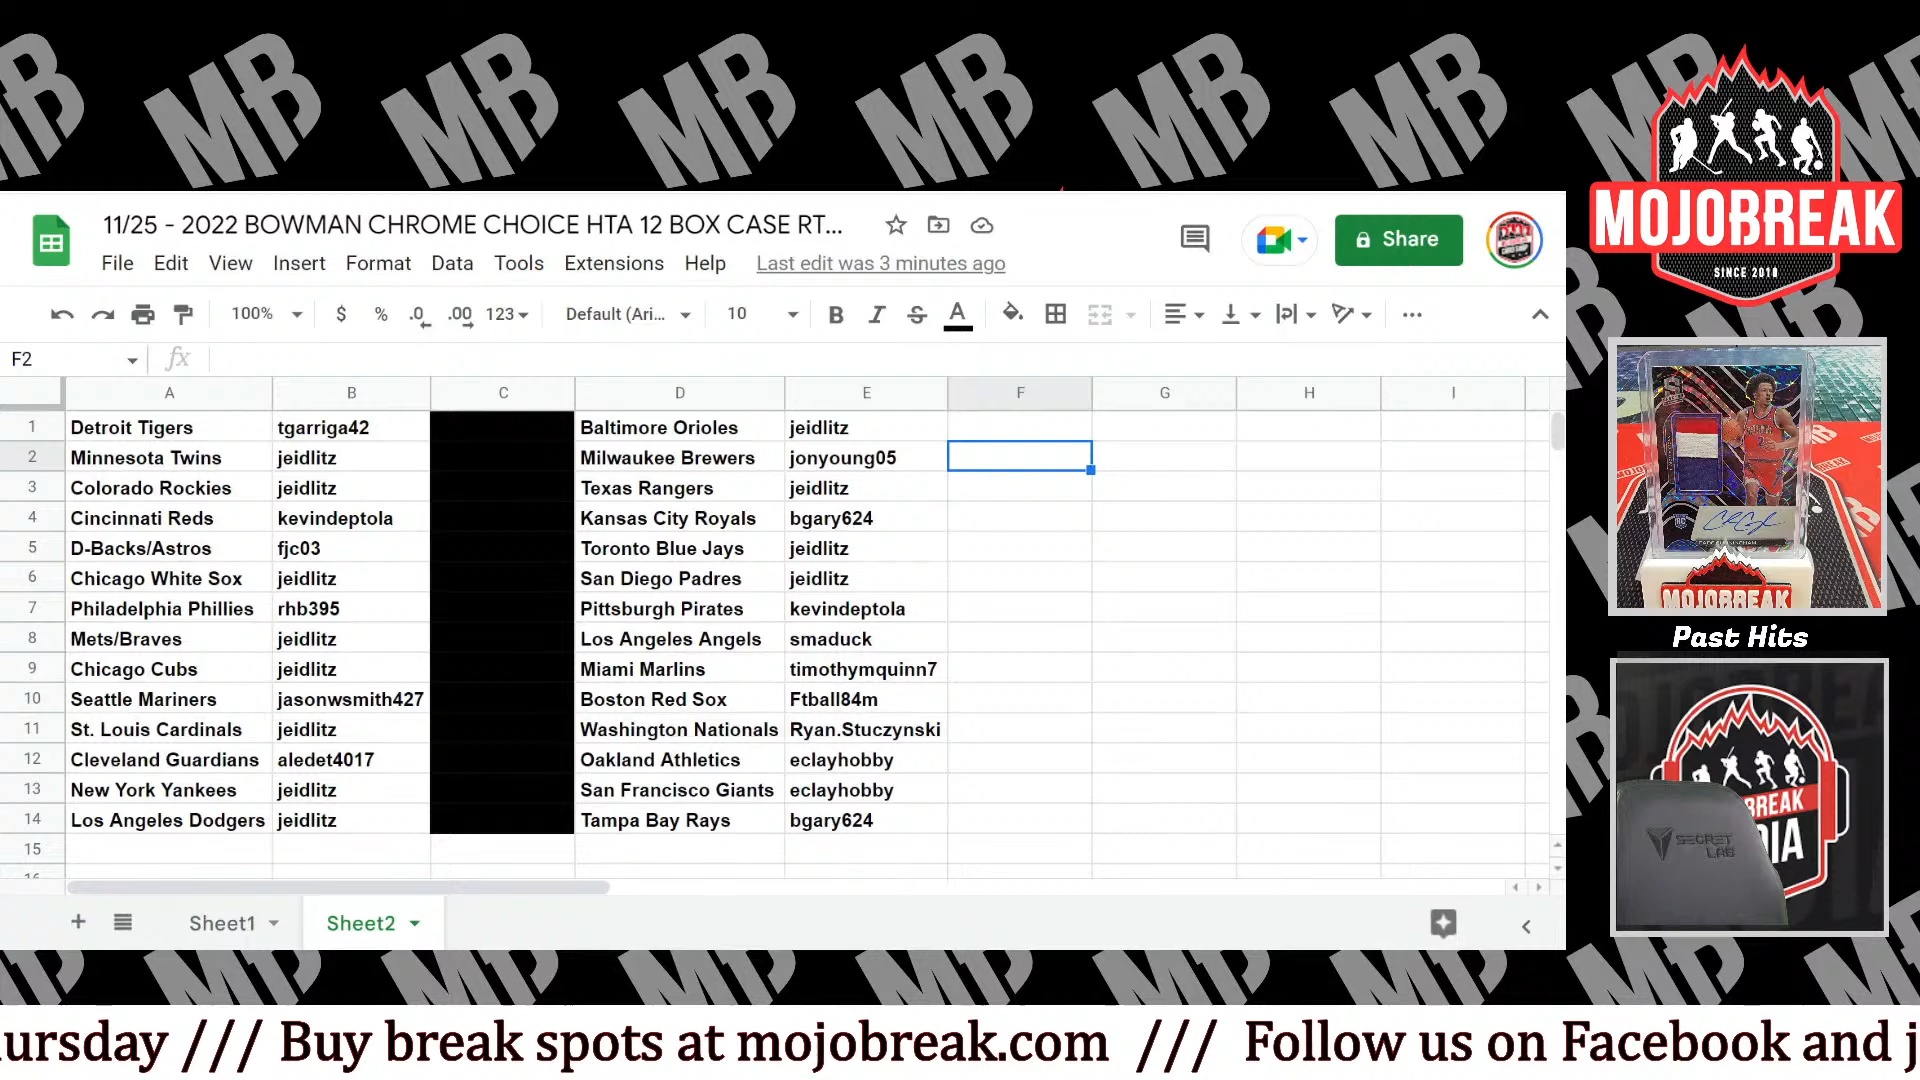 MOJOBREAK
SINCE 2010
11/25 - 2022 BOWMAN CHROME CHOICE HTA 12 BOX CASE RT...
Share
File Edit View Insert Format Data Tools Extensions Help Last edit was 3 minutes ago
100% $ % .0 .00 123 Default (Ari... 10 B I S A
F2 fx
A B C D E F G H I
1 Detroit Tigers tgarriga42 Baltimore Orioles jeidlitz
2 Minnesota Twins jeidlitz Milwaukee Brewers jonyoung05
3 Colorado Rockies jeidlitz Texas Rangers jeidlitz
4 Cincinnati Reds kevindeptola Kansas City Royals bgary624
5 D-Backs/Astros fjc03 Toronto Blue Jays jeidlitz
6 Chicago White Sox jeidlitz San Diego Padres jeidlitz
7 Philadelphia Phillies rhb395 Pittsburgh Pirates kevindeptola
8 Mets/Braves jeidlitz Los Angeles Angels smaduck
9 Chicago Cubs jeidlitz Miami Marlins timothymquinn7
10 Seattle Mariners jasonwsmith427 Boston Red Sox Ftball84m
11 St. Louis Cardinals jeidlitz Washington Nationals Ryan.Stuczynski
12 Cleveland Guardians aledet4017 Oakland Athletics eclayhobby
13 New York Yankees jeidlitz San Francisco Giants eclayhobby
14 Los Angeles Dodgers jeidlitz Tampa Bay Rays bgary624
15
16
Sheet1 Sheet2
MOJOBREAK
Past Hits
BREAK
DIA
SECRET
LAB
ursday /// Buy break spots at mojobreak.com /// Follow us on Facebook and j